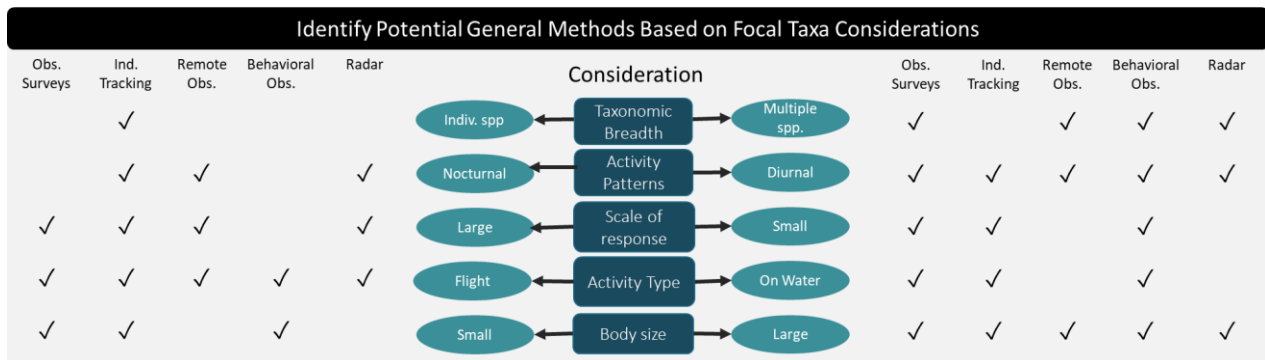 Identify Potential General Methods Based on Focal Taxa Considerations
Obs. Surveys
Ind. Tracking
Remote Obs.
Behavioral Obs.
Radar
Consideration
Obs. Surveys
Ind. Tracking
Remote Obs.
Behavioral Obs.
Radar
✓ Indiv. spp Taxonomic Breadth Multiple spp. ✓ ✓ ✓ ✓
✓ ✓ ✓ Nocturnal Activity Patterns Diurnal ✓ ✓ ✓ ✓ ✓
✓ ✓ ✓ ✓ Large Scale of response Small ✓ ✓ ✓
✓ ✓ ✓ ✓ ✓ Flight Activity Type On Water ✓ ✓ ✓
✓ ✓ ✓ Small Body size Large ✓ ✓ ✓ ✓ ✓